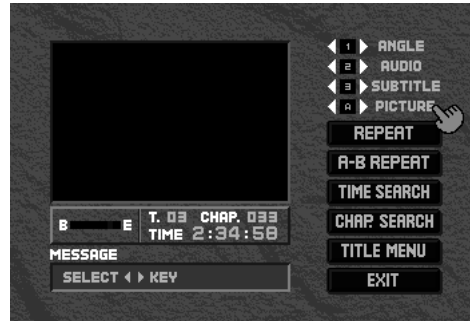 1 ANGLE
2 AUDIO
3 SUBTITLE
A PICTURE
REPEAT
A-B REPEAT
TIME SEARCH
CHAP. SEARCH
TITLE MENU
EXIT
B E
T. 03 CHAP. 033
TIME 2:34:58
MESSAGE
SELECT ◀ ▶ KEY